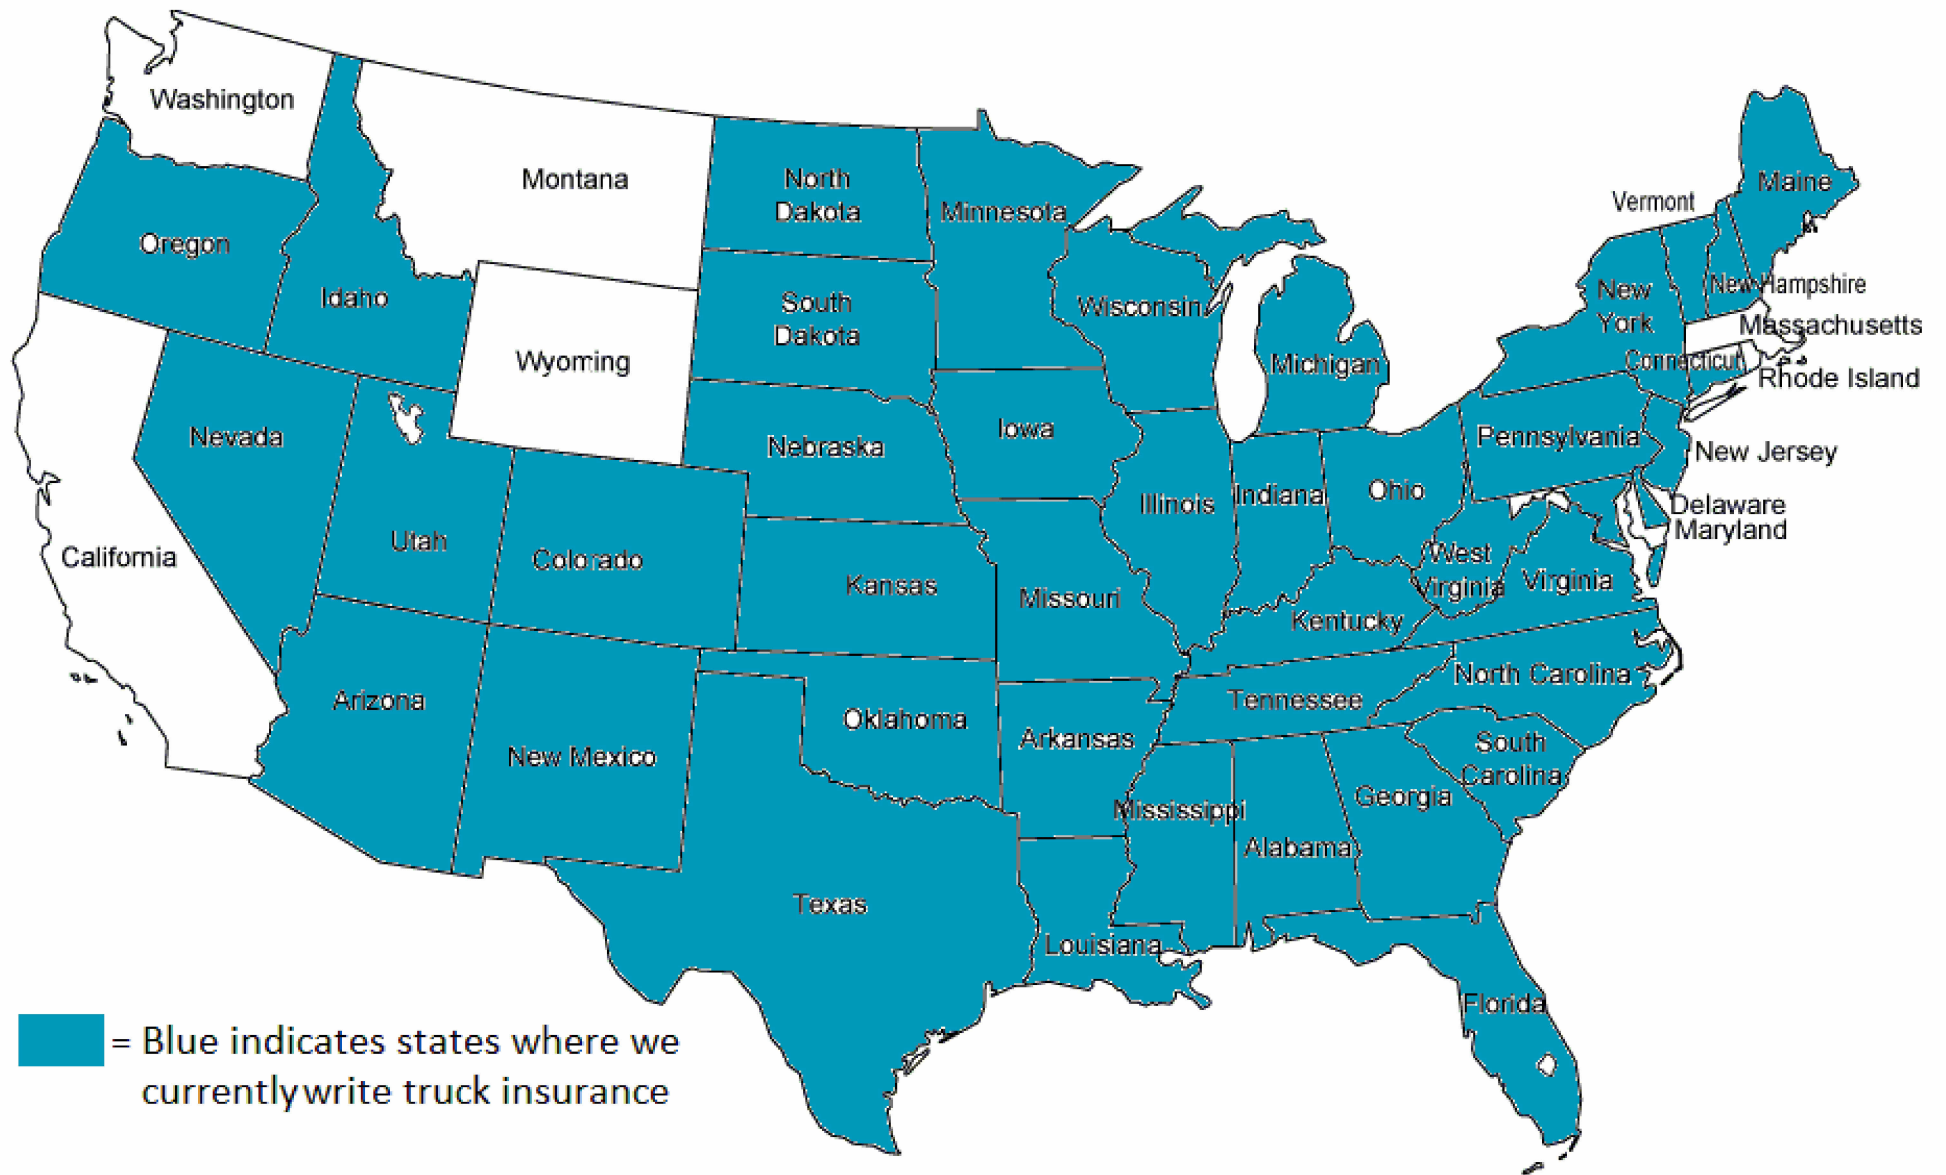 Washington
Montana
North
Dakota
Minnesota
Maine
Vermont
Oregon
Idaho
New Hampshire
New
York
South
Dakota
Wisconsin
Massachusetts
Wyoming
Michigan
Connecticut
Rhode Island
Nevada
Nebraska
Iowa
Pennsylvania
New Jersey
Illinois
Indiana
Ohio
Delaware
Maryland
California
Utah
Colorado
Kansas
Missouri
West
Virginia
Virginia
Kentucky
Arizona
New Mexico
Oklahoma
Arkansas
Tennessee
North Carolina
South
Carolina
Mississippi
Alabama
Georgia
Texas
Louisiana
Florida
= Blue indicates states where we
currently write truck insurance